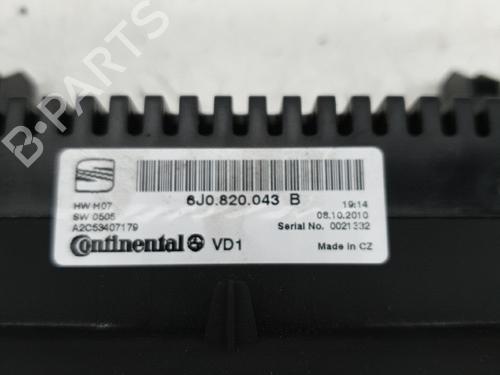 B-PARTS
6J0.820.043 B
HW H07
SW 0505
A2C53407179
19:14
08.10.2010
Serial No. 0021332
Continental VD1
Made in CZ